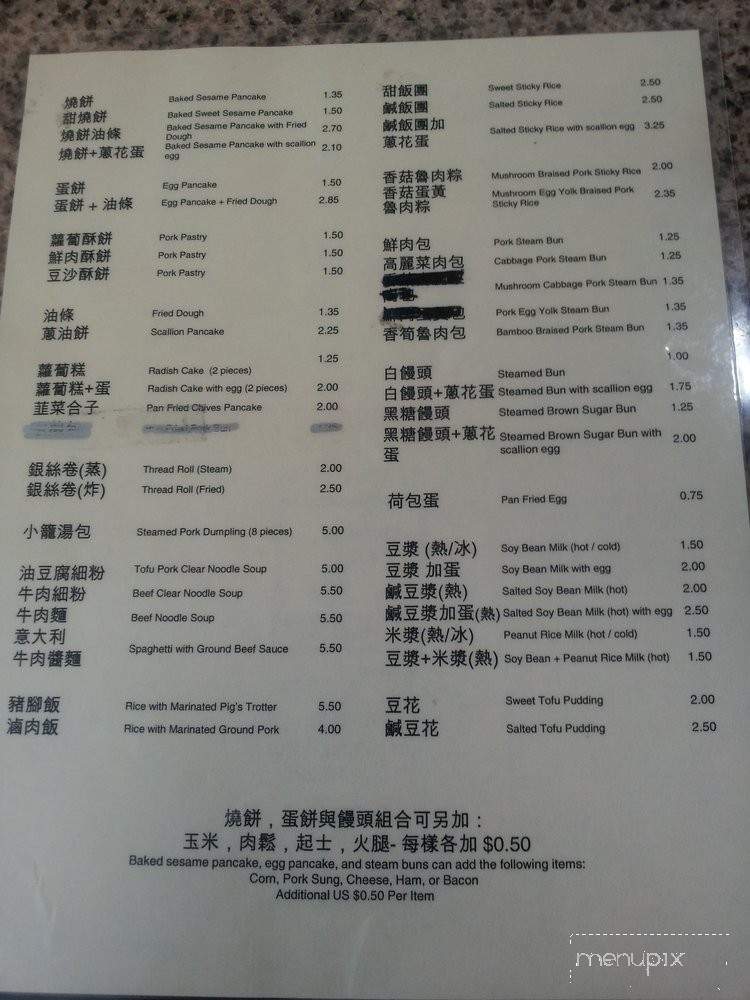 燒餅 Baked Sesame Pancake 1.35
甜燒餅 Baked Sweet Sesame Pancake 1.50
燒餅油條 Baked Sesame Pancake with Fried Dough 2.70
燒餅+蔥花蛋 Baked Sesame Pancake with scallion egg 2.10
蛋餅 Egg Pancake 1.50
蛋餅 + 油條 Egg Pancake + Fried Dough 2.85
蘿蔔酥餅 Pork Pastry 1.50
鮮肉酥餅 Pork Pastry 1.50
豆沙酥餅 Pork Pastry 1.50
油條 Fried Dough 1.35
蔥油餅 Scallion Pancake 2.25
蘿蔔糕 Radish Cake (2 pieces) 1.25
蘿蔔糕+蛋 Radish Cake with egg (2 pieces) 2.00
韮菜合子 Pan Fried Chives Pancake 2.00
銀絲卷(蒸) Thread Roll (Steam) 2.00
銀絲卷(炸) Thread Roll (Fried) 2.50
小籠湯包 Steamed Pork Dumpling (8 pieces) 5.00
油豆腐細粉 Tofu Pork Clear Noodle Soup 5.00
牛肉細粉 Beef Clear Noodle Soup 5.50
牛肉麵 Beef Noodle Soup 5.50
意大利
牛肉醬麵 Spaghetti with Ground Beef Sauce 5.50
豬腳飯 Rice with Marinated Pig's Trotter 5.50
滷肉飯 Rice with Marinated Ground Pork 4.00
甜飯團 Sweet Sticky Rice 2.50
鹹飯團 Salted Sticky Rice 2.50
鹹飯團加
蔥花蛋 Salted Sticky Rice with scallion egg 3.25
香菇魯肉粽 Mushroom Braised Pork Sticky Rice 2.00
香菇蛋黃 Mushroom Egg Yolk Braised Pork
魯肉粽 Sticky Rice 2.35
鮮肉包 Pork Steam Bun 1.25
高麗菜肉包 Cabbage Pork Steam Bun 1.25
Mushroom Cabbage Pork Steam Bun 1.35
包 Pork Egg Yolk Steam Bun 1.35
香筍魯肉包 Bamboo Braised Pork Steam Bun 1.35
白饅頭 Steamed Bun 1.00
白饅頭+蔥花蛋 Steamed Bun with scallion egg 1.75
黑糖饅頭 Steamed Brown Sugar Bun 1.25
黑糖饅頭+蔥花 Steamed Brown Sugar Bun with
蛋 scallion egg 2.00
荷包蛋 Pan Fried Egg 0.75
豆漿 (熱/冰) Soy Bean Milk (hot / cold) 1.50
豆漿 加蛋 Soy Bean Milk with egg 2.00
鹹豆漿(熱) Salted Soy Bean Milk (hot) 2.00
鹹豆漿加蛋(熱) Salted Soy Bean Milk (hot) with egg 2.50
米漿(熱/冰) Peanut Rice Milk (hot / cold) 1.50
豆漿+米漿(熱) Soy Bean + Peanut Rice Milk (hot) 1.50
豆花 Sweet Tofu Pudding 2.00
鹹豆花 Salted Tofu Pudding 2.50
燒餅，蛋餅與饅頭組合可另加：
玉米，肉鬆，起士，火腿- 每樣各加 $0.50
Baked sesame pancake, egg pancake, and steam buns can add the following items:
Corn, Pork Sung, Cheese, Ham, or Bacon
Additional US $0.50 Per Item
menupix